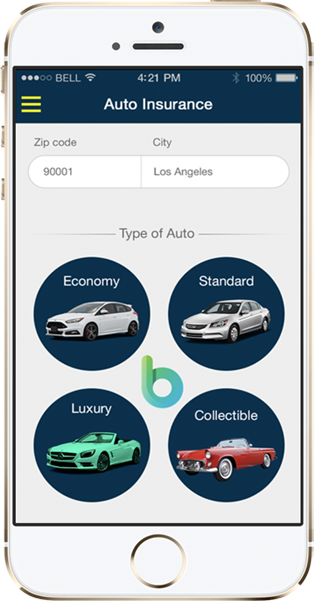 BELL 4:21 PM 100%
Auto Insurance
Zip code City
90001 Los Angeles
Type of Auto
Economy Standard
b
Luxury Collectible